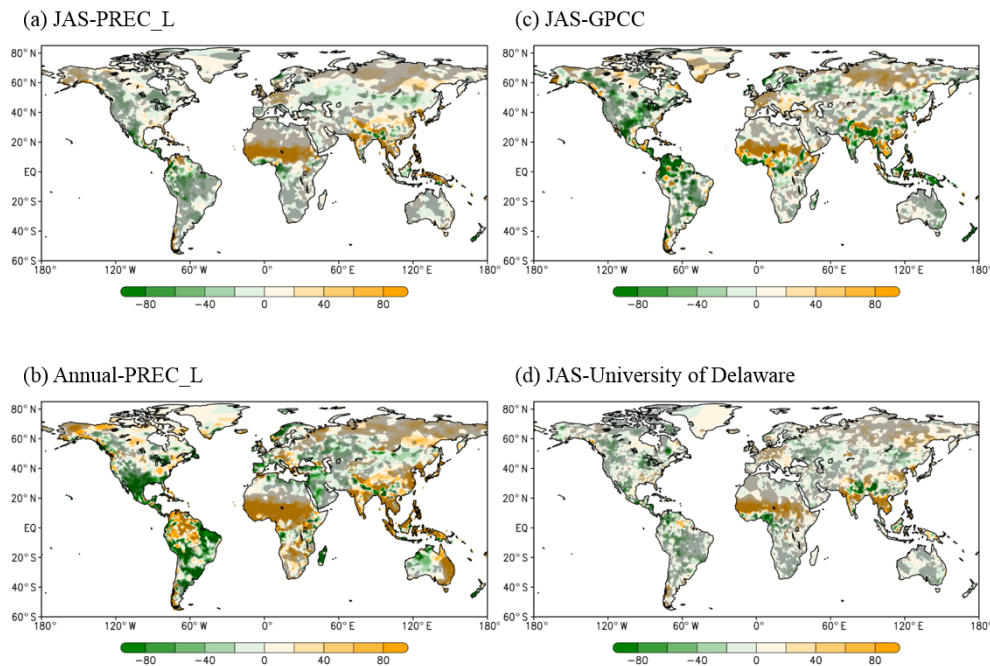 (a) JAS-PREC_L
80° N
60° N
40° N
20° N
EQ
20° S
40° S
60° S
180° 120° W 60° W 0° 60° E 120° E 180°
−80 −40 0 40 80
(c) JAS-GPCC
80° N
60° N
40° N
20° N
EQ
20° S
40° S
60° S
180° 120° W 60° W 0° 60° E 120° E 180°
−80 −40 0 40 80
(b) Annual-PREC_L
80° N
60° N
40° N
20° N
EQ
20° S
40° S
60° S
180° 120° W 60° W 0° 60° E 120° E 180°
−80 −40 0 40 80
(d) JAS-University of Delaware
80° N
60° N
40° N
20° N
EQ
20° S
40° S
60° S
180° 120° W 60° W 0° 60° E 120° E 180°
−80 −40 0 40 80